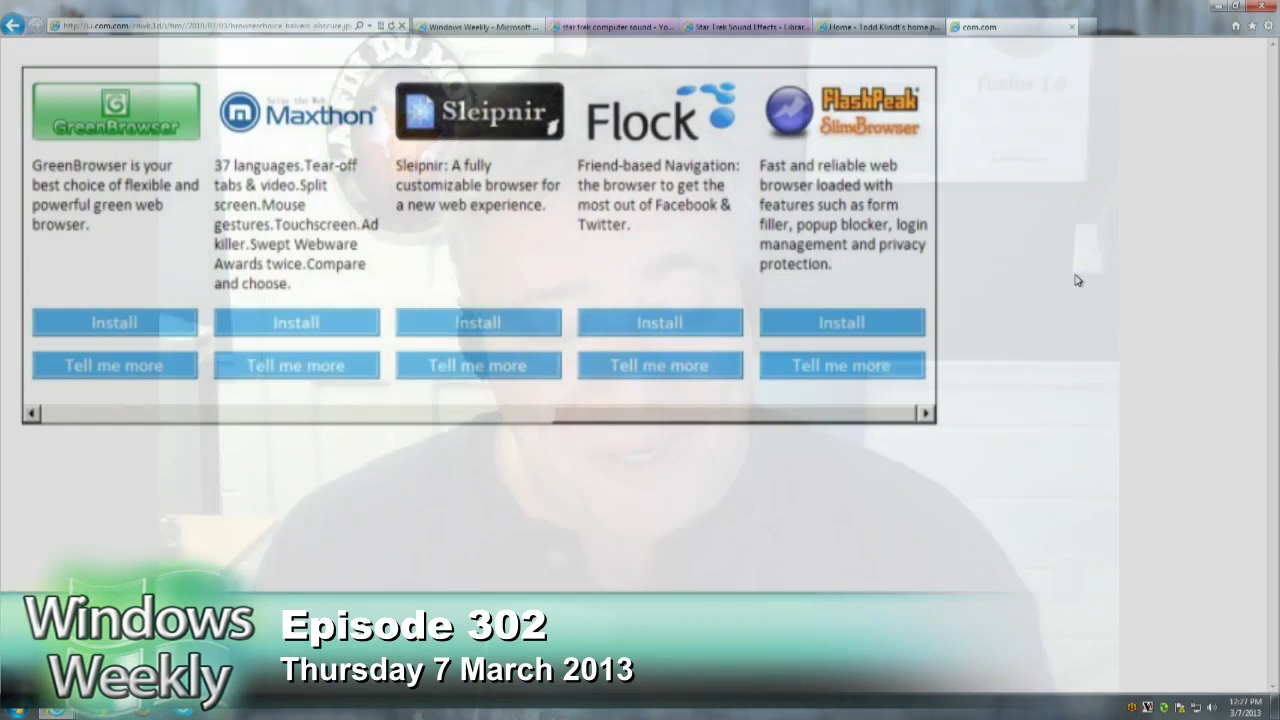 Windows Weekly - Microsoft ...
star trek computer sound - Yo...
Star Trek Sound Effects - Librar...
Home - Todd Klindt's home p...
com.com
GreenBrowser
Maxthon
Sleipnir
Flock
FlashPeak
SlimBrowser
GreenBrowser is your
best choice of flexible and
powerful green web
browser.
37 languages.Tear-off
tabs & video.Split
screen.Mouse
gestures.Touchscreen.Ad
killer.Swept Webware
Awards twice.Compare
and choose.
Sleipnir: A fully
customizable browser for
a new web experience.
Friend-based Navigation:
the browser to get the
most out of Facebook &
Twitter.
Fast and reliable web
browser loaded with
features such as form
filler, popup blocker, login
management and privacy
protection.
Install
Install
Install
Install
Install
Tell me more
Tell me more
Tell me more
Tell me more
Tell me more
Windows
Weekly
Episode 302
Thursday 7 March 2013
12:27 PM
3/7/2013